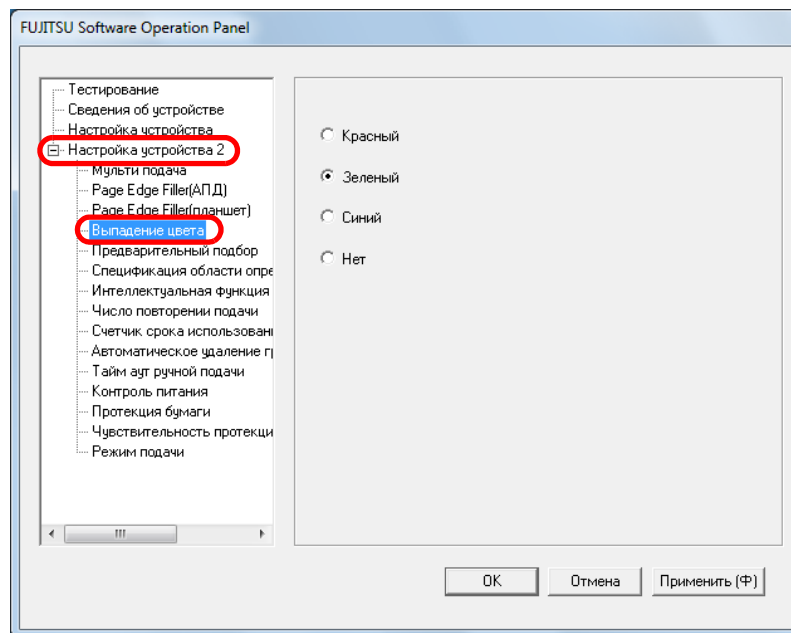 FUJITSU Software Operation Panel
Тестирование
Сведения об устройстве
Настройка устройства
Настройка устройства 2
Мульти подача
Page Edge Filler(АПД)
Page Edge Filler(планшет)
Выпадение цвета
Предварительный подбор
Спецификация области опре
Интеллектуальная функция
Число повторении подачи
Счетчик срока использован
Автоматическое удаление г
Тайм аут ручной подачи
Контроль питания
Протекция бумаги
Чувствительность протекци
Режим подачи
Красный
Зеленый
Синий
Нет
OK
Отмена
Применить (Ф)